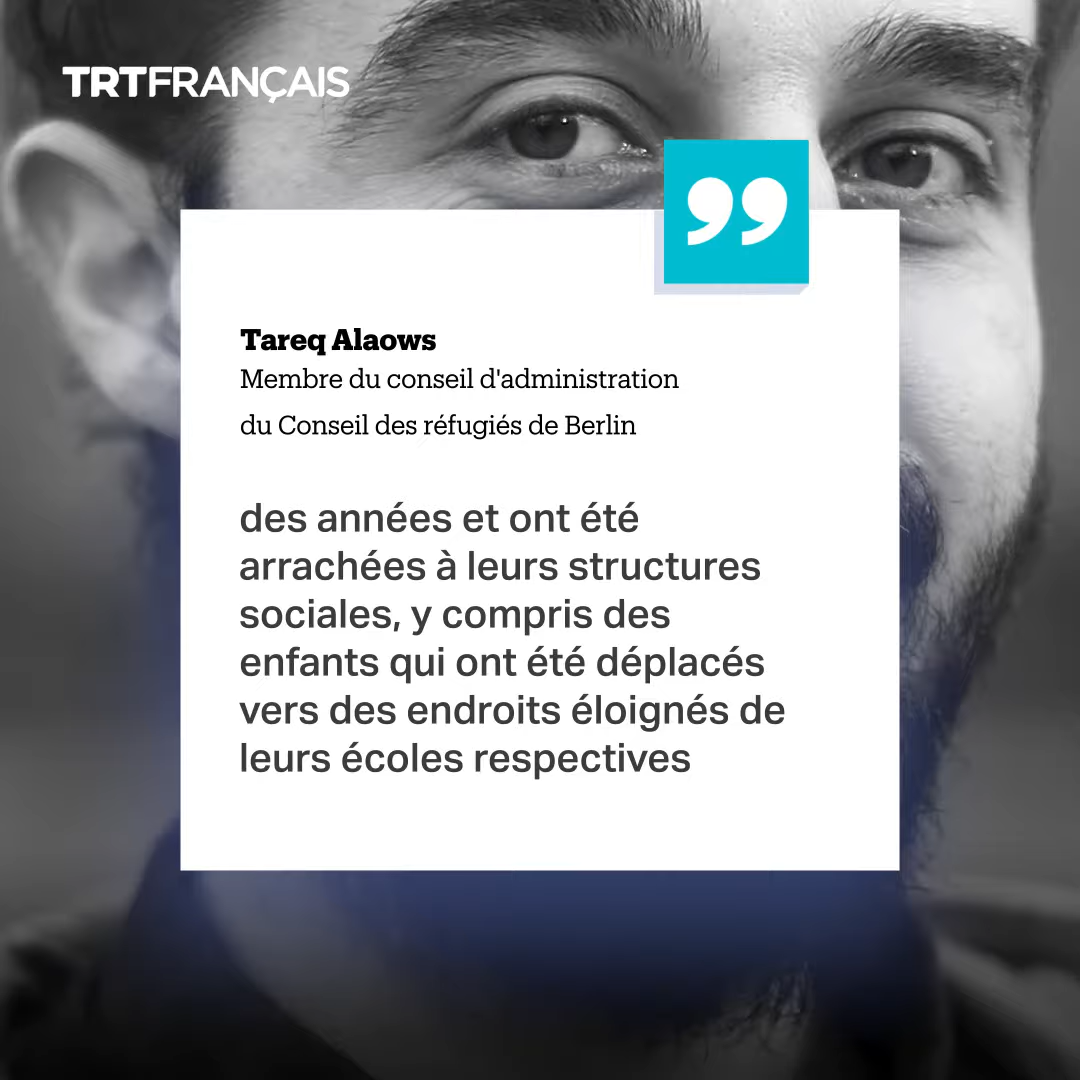 TRTFRANÇAIS
Tareq Alaows
Membre du conseil d'administration
du Conseil des réfugiés de Berlin
des années et ont été
arrachées à leurs structures
sociales, y compris des
enfants qui ont été déplacés
vers des endroits éloignés de
leurs écoles respectives